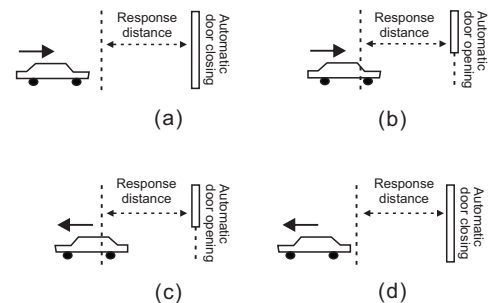 Response
distance
Automatic
door closing
(a)
Response
distance
Automatic
door opening
(b)
Response
distance
Automatic
door opening
(c)
Response
distance
Automatic
door closing
(d)